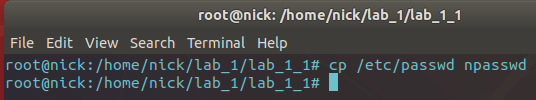 root@nick: /home/nick/lab_1/lab_1_1
File Edit View Search Terminal Help
root@nick:/home/nick/lab_1/lab_1_1# cp /etc/passwd npasswd
root@nick:/home/nick/lab_1/lab_1_1#